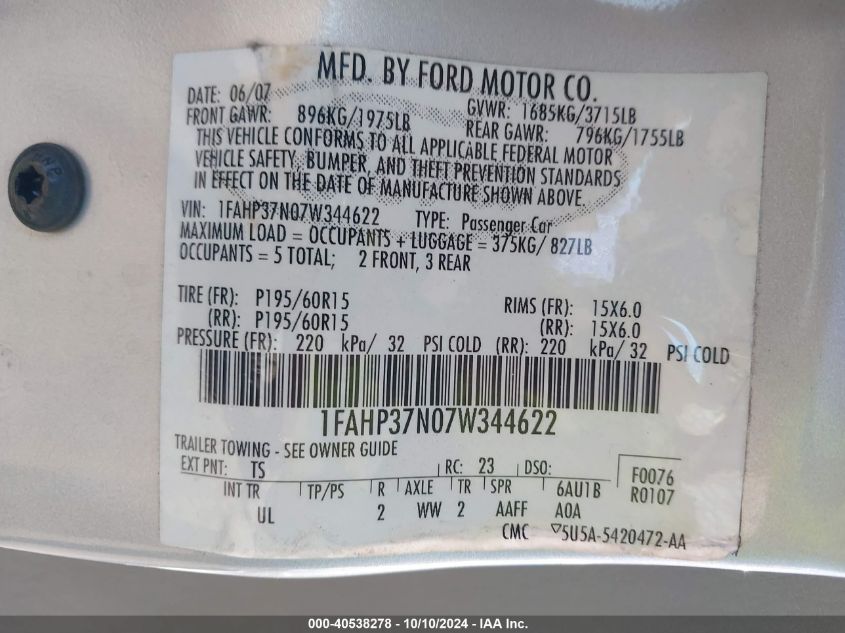 MFD. BY FORD MOTOR CO.
DATE: 06/07 GVWR: 1685KG/3715LB
FRONT GAWR: 896KG/1975LB REAR GAWR: 796KG/1755LB
THIS VEHICLE CONFORMS TO ALL APPLICABLE FEDERAL MOTOR
VEHICLE SAFETY, BUMPER, AND THEFT PREVENTION STANDARDS
IN EFFECT ON THE DATE OF MANUFACTURE SHOWN ABOVE.
VIN: 1FAHP37N07W344622 TYPE: Passenger Car
MAXIMUM LOAD = OCCUPANTS + LUGGAGE = 375KG/ 827LB
OCCUPANTS = 5 TOTAL; 2 FRONT, 3 REAR
TIRE (FR): P195/60R15 RIMS (FR): 15X6.0
(RR): P195/60R15 (RR): 15X6.0
PRESSURE (FR): 220 kPa/ 32 PSI COLD (RR): 220 kPa/ 32 PSI COLD
1FAHP37N07W344622
TRAILER TOWING - SEE OWNER GUIDE
EXT PNT: TS RC: 23 DSO: F0076
INT TR TP/PS R AXLE TR SPR 6AU1B R0107
UL 2 WW 2 AAFF A0A
CMC 5U5A-5420472-AA
000-40538278 - 10/10/2024 - IAA Inc.